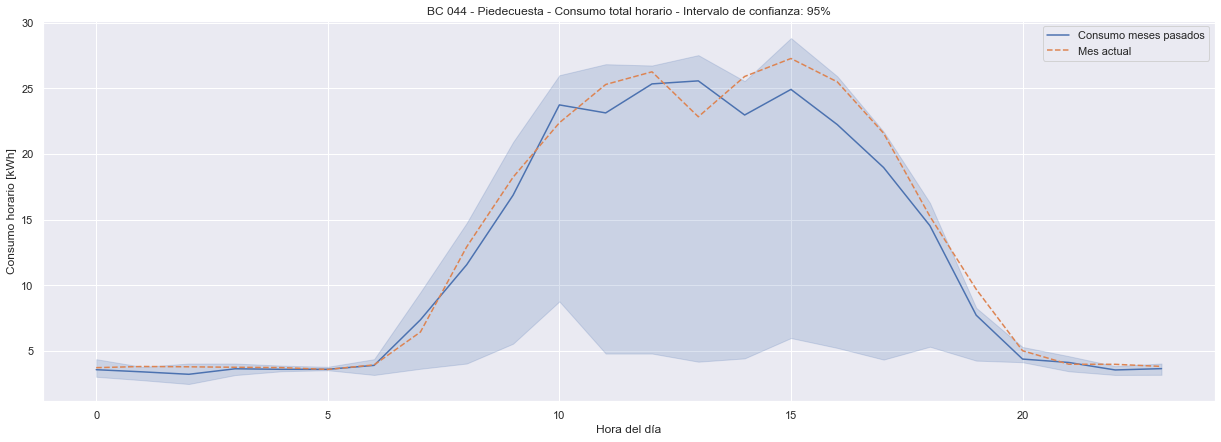 BC 044 - Piedecuesta - Consumo total horario - Intervalo de confianza: 95%
Consumo meses pasados
Mes actual
Consumo horario [kWh]
30
25
20
15
10
5
0
5
10
15
20
Hora del día